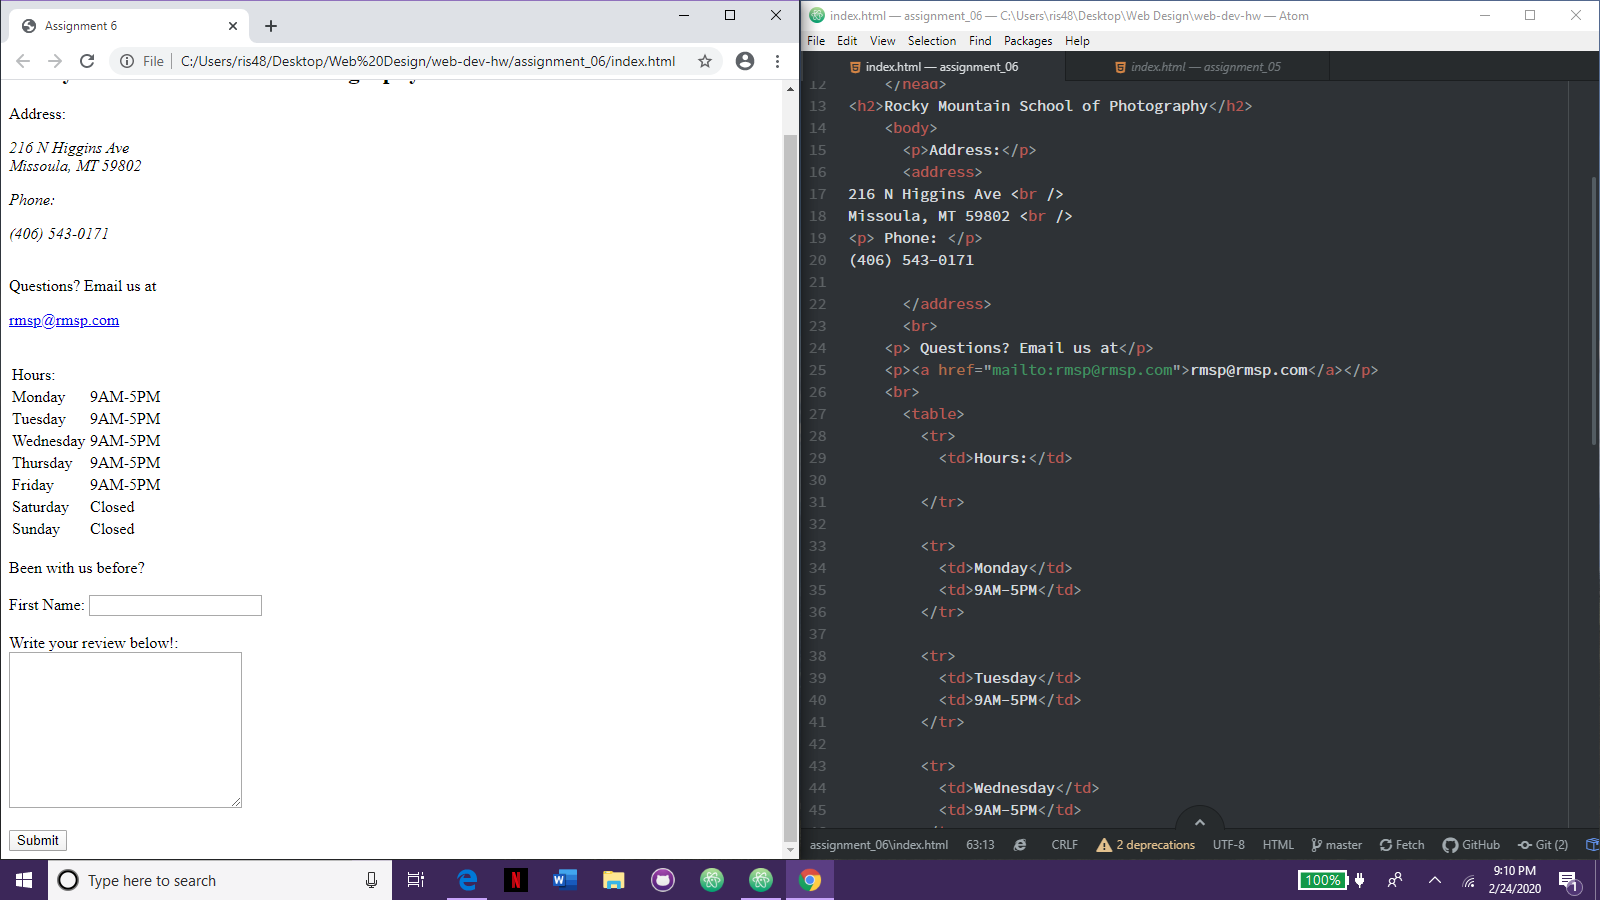 Assignment 6
File C:/Users/ris48/Desktop/Web%20Design/web-dev-hw/assignment_06/index.html
Address:
216 N Higgins Ave
Missoula, MT 59802
Phone:
(406) 543-0171
Questions? Email us at
rmsp@rmsp.com
Hours:
Monday 9AM-5PM
Tuesday 9AM-5PM
Wednesday 9AM-5PM
Thursday 9AM-5PM
Friday 9AM-5PM
Saturday Closed
Sunday Closed
Been with us before?
First Name:
Write your review below!:
Submit
index.html — assignment_06 — C:\Users\ris48\Desktop\Web Design\web-dev-hw — Atom
File Edit View Selection Find Packages Help
index.html — assignment_06 index.html — assignment_05
12 </head>
13 <h2>Rocky Mountain School of Photography</h2>
14 <body>
15 <p>Address:</p>
16 <address>
17 216 N Higgins Ave <br />
18 Missoula, MT 59802 <br />
19 <p> Phone: </p>
20 (406) 543-0171
21
22 </address>
23 <br>
24 <p> Questions? Email us at</p>
25 <p><a href="mailto:rmsp@rmsp.com">rmsp@rmsp.com</a></p>
26 <br>
27 <table>
28 <tr>
29 <td>Hours:</td>
30
31 </tr>
32
33 <tr>
34 <td>Monday</td>
35 <td>9AM-5PM</td>
36 </tr>
37
38 <tr>
39 <td>Tuesday</td>
40 <td>9AM-5PM</td>
41 </tr>
42
43 <tr>
44 <td>Wednesday</td>
45 <td>9AM-5PM</td>
assignment_06\index.html 63:13 CRLF 2 deprecations UTF-8 HTML master Fetch GitHub Git (2)
Type here to search
100%
9:10 PM
2/24/2020
1